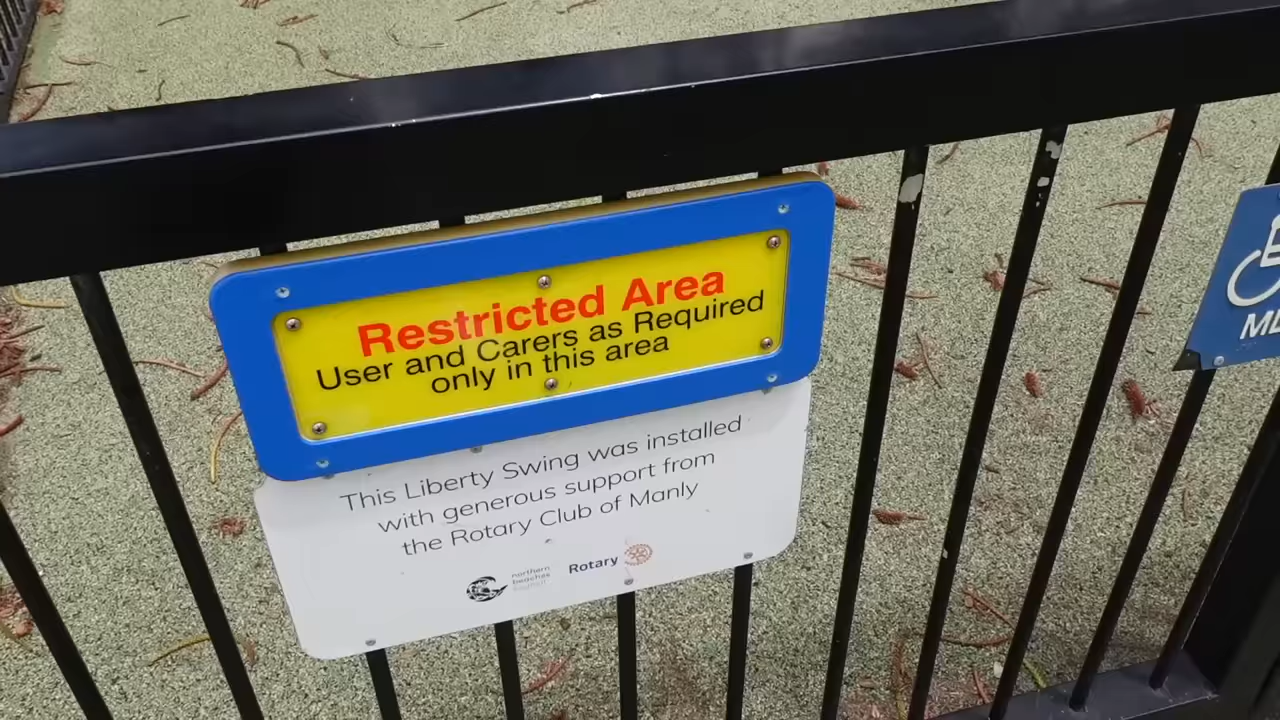 Restricted Area
User and Carers as Required
only in this area
This Liberty Swing was installed
with generous support from
the Rotary Club of Manly
northern
beaches
council
Rotary